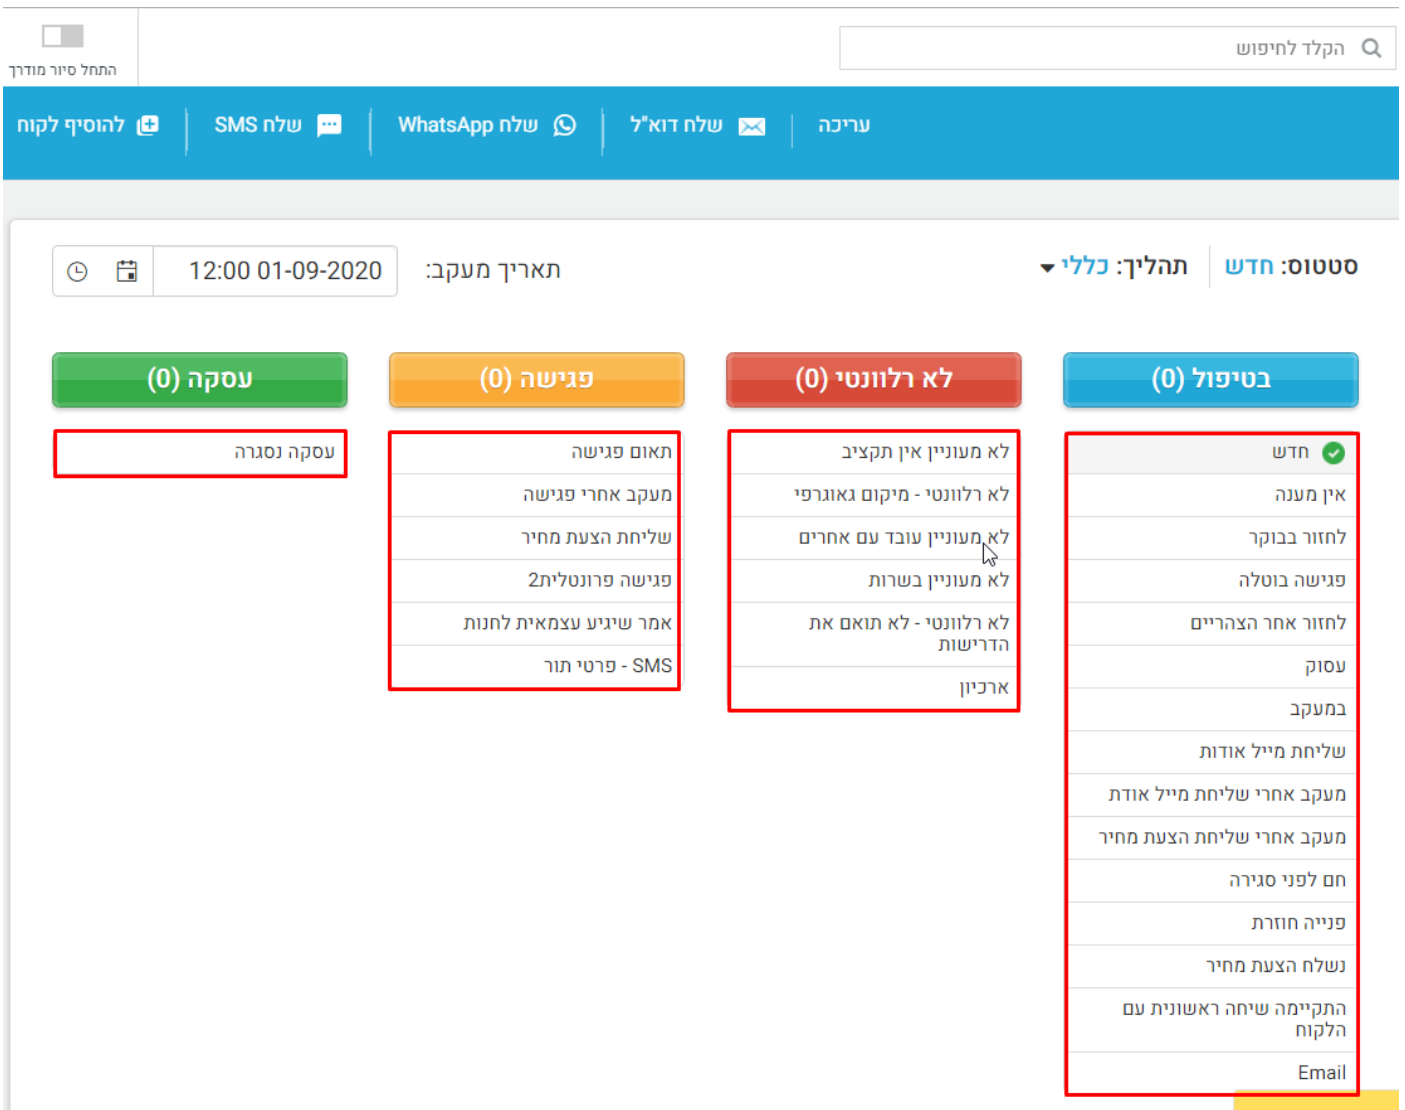 הקלד לחיפוש
התחל סיור מודרך
עריכה
שלח דוא"ל
שלח WhatsApp
שלח SMS
להוסיף לקוח
סטטוס: חדש
תהליך: כללי
תאריך מעקב:
12:00 01-09-2020
בטיפול (0)
חדש
אין מענה
לחזור בבוקר
פגישה בוטלה
לחזור אחר הצהריים
עסוק
במעקב
שליחת מייל אודות
מעקב אחרי שליחת מייל אודת
מעקב אחרי שליחת הצעת מחיר
חם לפני סגירה
פנייה חוזרת
נשלח הצעת מחיר
התקיימה שיחה ראשונית עם
הלקוח
Email
לא רלוונטי (0)
לא מעוניין אין תקציב
לא רלוונטי - מיקום גאוגרפי
לא מעוניין עובד עם אחרים
לא מעוניין בשרות
לא רלוונטי - לא תואם את
הדרישות
ארכיון
פגישה (0)
תאום פגישה
מעקב אחרי פגישה
שליחת הצעת מחיר
פגישה פרונטלית2
אמר שיגיע עצמאית לחנות
SMS - פרטי תור
עסקה (0)
עסקה נסגרה